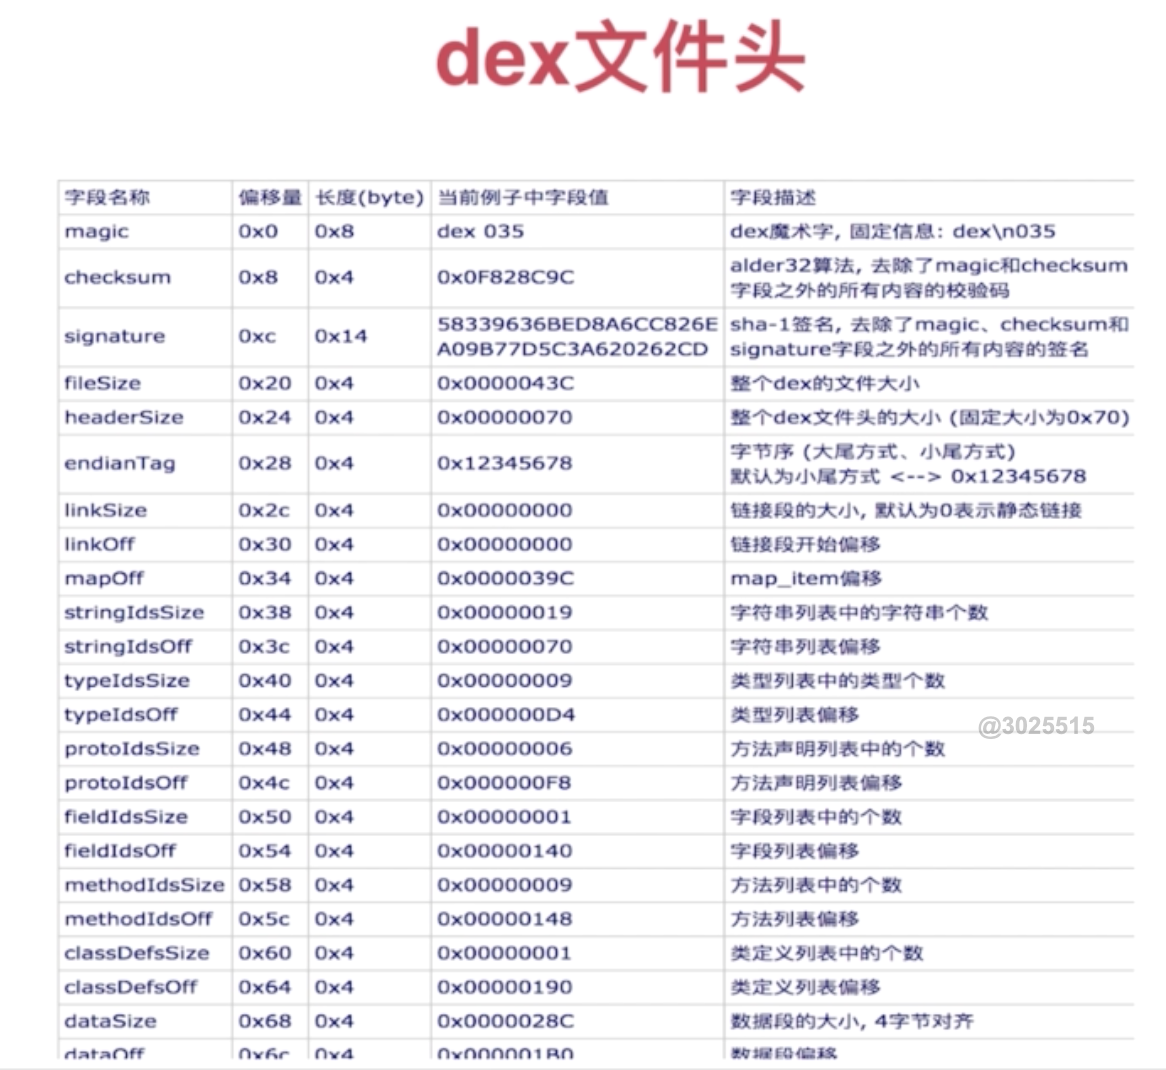 dex文件头
字段名称 偏移量 长度(byte) 当前例子中字段值 字段描述
magic 0x0 0x8 dex 035 dex魔术字, 固定信息: dex\n035
checksum 0x8 0x4 0x0F828C9C alder32算法, 去除了magic和checksum
字段之外的所有内容的校验码
signature 0xc 0x14 58339636BED8A6CC826E
A09B77D5C3A620262CD sha-1签名, 去除了magic、checksum和
signature字段之外的所有内容的签名
fileSize 0x20 0x4 0x0000043C 整个dex的文件大小
headerSize 0x24 0x4 0x00000070 整个dex文件头的大小 (固定大小为0x70)
endianTag 0x28 0x4 0x12345678 字节序 (大尾方式、小尾方式)
默认为小尾方式 <--> 0x12345678
linkSize 0x2c 0x4 0x00000000 链接段的大小, 默认为0表示静态链接
linkOff 0x30 0x4 0x00000000 链接段开始偏移
mapOff 0x34 0x4 0x0000039C map_item偏移
stringIdsSize 0x38 0x4 0x00000019 字符串列表中的字符串个数
stringIdsOff 0x3c 0x4 0x00000070 字符串列表偏移
typeIdsSize 0x40 0x4 0x00000009 类型列表中的类型个数
typeIdsOff 0x44 0x4 0x000000D4 类型列表偏移
@3025515
protoIdsSize 0x48 0x4 0x00000006 方法声明列表中的个数
protoIdsOff 0x4c 0x4 0x000000F8 方法声明列表偏移
fieldIdsSize 0x50 0x4 0x00000001 字段列表中的个数
fieldIdsOff 0x54 0x4 0x00000140 字段列表偏移
methodIdsSize 0x58 0x4 0x00000009 方法列表中的个数
methodIdsOff 0x5c 0x4 0x00000148 方法列表偏移
classDefsSize 0x60 0x4 0x00000001 类定义列表中的个数
classDefsOff 0x64 0x4 0x00000190 类定义列表偏移
dataSize 0x68 0x4 0x0000028C 数据段的大小, 4字节对齐
dataOff 0x6c 0x4 0x000001B0 数据段偏移